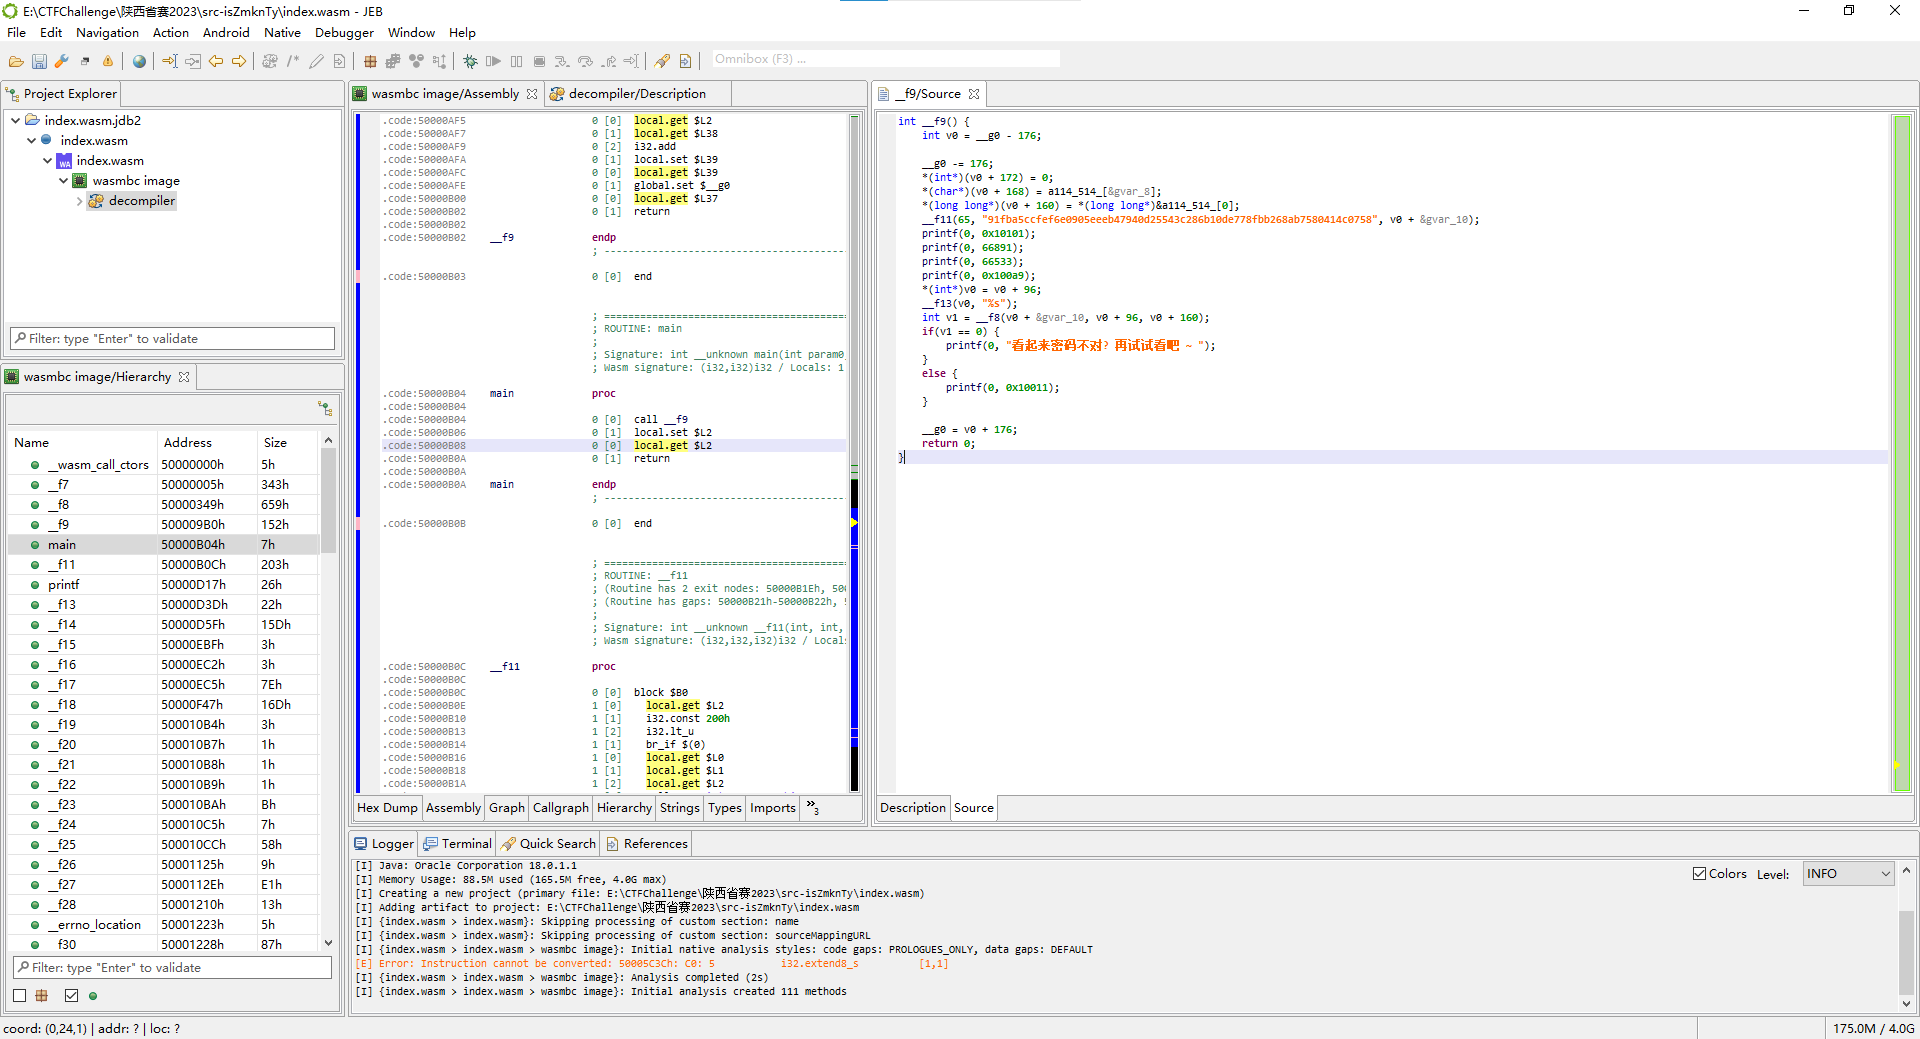 E:\CTFChallenge\陕西省赛2023\src-isZmknTy\index.wasm - JEB
File Edit Navigation Action Android Native Debugger Window Help
Omnibox (F3) ...
Project Explorer
index.wasm.jdb2
index.wasm
index.wasm
wasmbc image
decompiler
Filter: type "Enter" to validate
wasmbc image/Hierarchy
Name Address Size
__wasm_call_ctors 50000000h 5h
__f7 50000005h 343h
__f8 50000349h 659h
__f9 500009B0h 152h
main 50000B04h 7h
__f11 50000B0Ch 203h
printf 50000D17h 26h
__f13 50000D3Dh 22h
__f14 50000D5Fh 15Dh
__f15 50000EBFh 3h
__f16 50000EC2h 3h
__f17 50000EC5h 7Eh
__f18 50000F47h 16Dh
__f19 500010B4h 3h
__f20 500010B7h 1h
__f21 500010B8h 1h
__f22 500010B9h 1h
__f23 500010BAh Bh
__f24 500010C5h 7h
__f25 500010CCh 58h
__f26 50001125h 9h
__f27 5000112Eh E1h
__f28 50001210h 13h
__errno_location 50001223h 5h
__f30 50001228h 87h
Filter: type "Enter" to validate
wasmbc image/Assembly decompiler/Description
.code:50000AF5 0 [0] local.get $L2
.code:50000AF7 0 [1] local.get $L38
.code:50000AF9 0 [2] i32.add
.code:50000AFA 0 [1] local.set $L39
.code:50000AFC 0 [0] local.get $L39
.code:50000AFE 0 [1] global.set $__g0
.code:50000B00 0 [0] local.get $L37
.code:50000B02 0 [1] return
.code:50000B02
.code:50000B02 __f9 endp
; ----------------------------------------
.code:50000B03 0 [0] end
; ========================================
; ROUTINE: main
;
; Signature: int __unknown main(int param0,
; Wasm signature: (i32,i32)i32 / Locals: 1
.code:50000B04 main proc
.code:50000B04
.code:50000B04 0 [0] call __f9
.code:50000B06 0 [1] local.set $L2
.code:50000B08 0 [0] local.get $L2
.code:50000B0A 0 [1] return
.code:50000B0A
.code:50000B0A main endp
; ----------------------------------------
.code:50000B0B 0 [0] end
; ========================================
; ROUTINE: __f11
; (Routine has 2 exit nodes: 50000B1Eh, 500
; (Routine has gaps: 50000B21h-50000B22h, 5
;
; Signature: int __unknown __f11(int, int,
; Wasm signature: (i32,i32,i32)i32 / Locals
.code:50000B0C __f11 proc
.code:50000B0C
.code:50000B0C 0 [0] block $B0
.code:50000B0E 1 [0] local.get $L2
.code:50000B10 1 [1] i32.const 200h
.code:50000B13 1 [2] i32.lt_u
.code:50000B14 1 [1] br_if $(0)
.code:50000B16 1 [0] local.get $L0
.code:50000B18 1 [1] local.get $L1
.code:50000B1A 1 [2] local.get $L2
Hex Dump Assembly Graph Callgraph Hierarchy Strings Types Imports »3
__f9/Source
int __f9() {
int v0 = __g0 - 176;
__g0 -= 176;
*(int*)(v0 + 172) = 0;
*(char*)(v0 + 168) = a114_514_[&gvar_8];
*(long long*)(v0 + 160) = *(long long*)&a114_514_[0];
__f11(65, "91fba5ccfef6e0905eeeb47940d25543c286b10de778fbb268ab7580414c0758", v0 + &gvar_10);
printf(0, 0x10101);
printf(0, 66891);
printf(0, 66533);
printf(0, 0x100a9);
*(int*)v0 = v0 + 96;
__f13(v0, "%s");
int v1 = __f8(v0 + &gvar_10, v0 + 96, v0 + 160);
if(v1 == 0) {
printf(0, "看起来密码不对? 再试试看吧 ~ ");
}
else {
printf(0, 0x10011);
}
__g0 = v0 + 176;
return 0;
}
Description Source
Logger Terminal Quick Search References
[I] Java: Oracle Corporation 18.0.1.1
[I] Memory Usage: 88.5M used (165.5M free, 4.0G max)
[I] Creating a new project (primary file: E:\CTFChallenge\陕西省赛2023\src-isZmknTy\index.wasm)
[I] Adding artifact to project: E:\CTFChallenge\陕西省赛2023\src-isZmknTy\index.wasm
[I] {index.wasm > index.wasm}: Skipping processing of custom section: name
[I] {index.wasm > index.wasm}: Skipping processing of custom section: sourceMappingURL
[I] {index.wasm > index.wasm > wasmbc image}: Initial native analysis styles: code gaps: PROLOGUES_ONLY, data gaps: DEFAULT
[E] Error: Instruction cannot be converted: 50005C3Ch: C0: 5 i32.extend8_s [1,1]
[I] {index.wasm > index.wasm > wasmbc image}: Analysis completed (2s)
[I] {index.wasm > index.wasm > wasmbc image}: Initial analysis created 111 methods
Colors Level: INFO
coord: (0,24,1) | addr: ? | loc: ?
175.0M / 4.0G